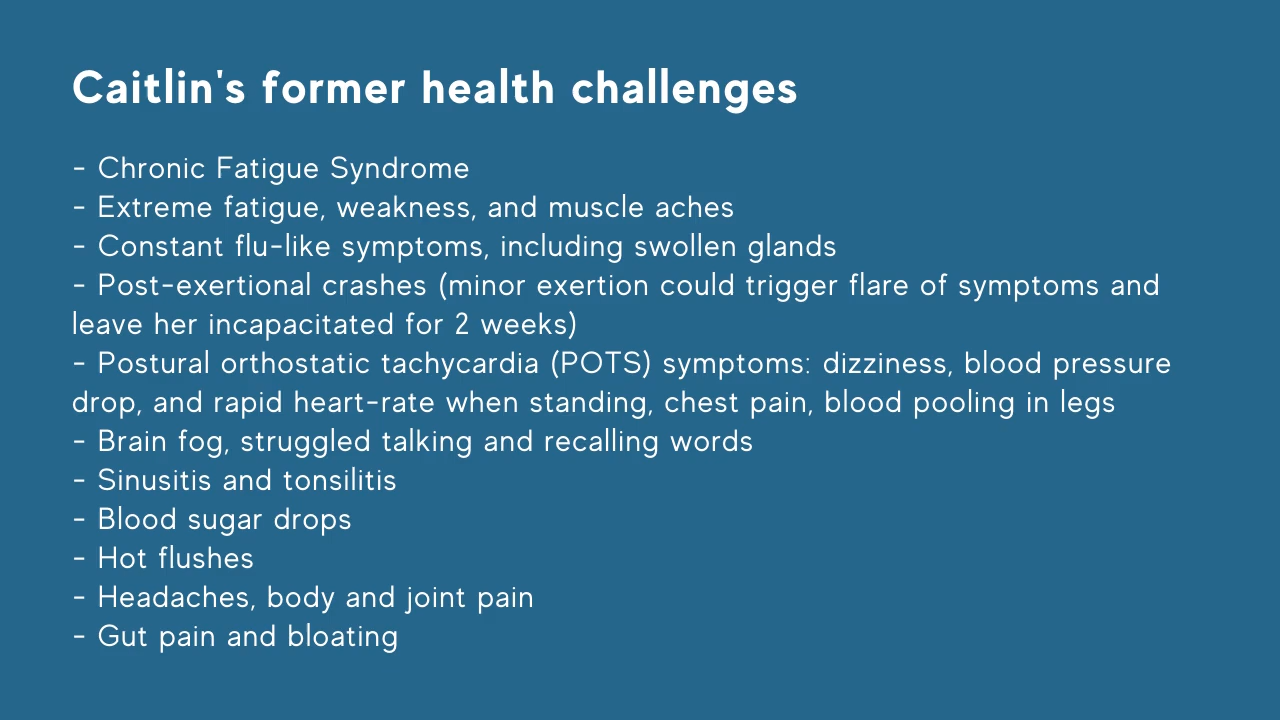 Caitlin's former health challenges
- Chronic Fatigue Syndrome
- Extreme fatigue, weakness, and muscle aches
- Constant flu-like symptoms, including swollen glands
- Post-exertional crashes (minor exertion could trigger flare of symptoms and
leave her incapacitated for 2 weeks)
- Postural orthostatic tachycardia (POTS) symptoms: dizziness, blood pressure
drop, and rapid heart-rate when standing, chest pain, blood pooling in legs
- Brain fog, struggled talking and recalling words
- Sinusitis and tonsilitis
- Blood sugar drops
- Hot flushes
- Headaches, body and joint pain
- Gut pain and bloating